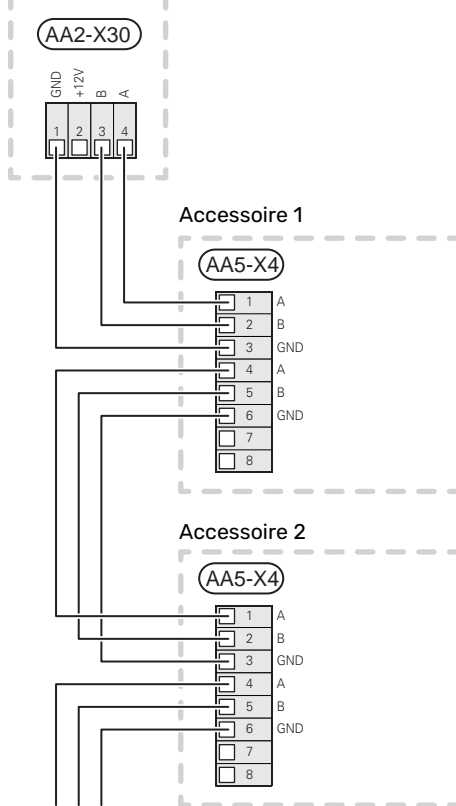 AA2-X30
GND +12V B A
1 2 3 4
Accessoire 1
AA5-X4
1 A
2 B
3 GND
4 A
5 B
6 GND
7
8
Accessoire 2
AA5-X4
1 A
2 B
3 GND
4 A
5 B
6 GND
7
8